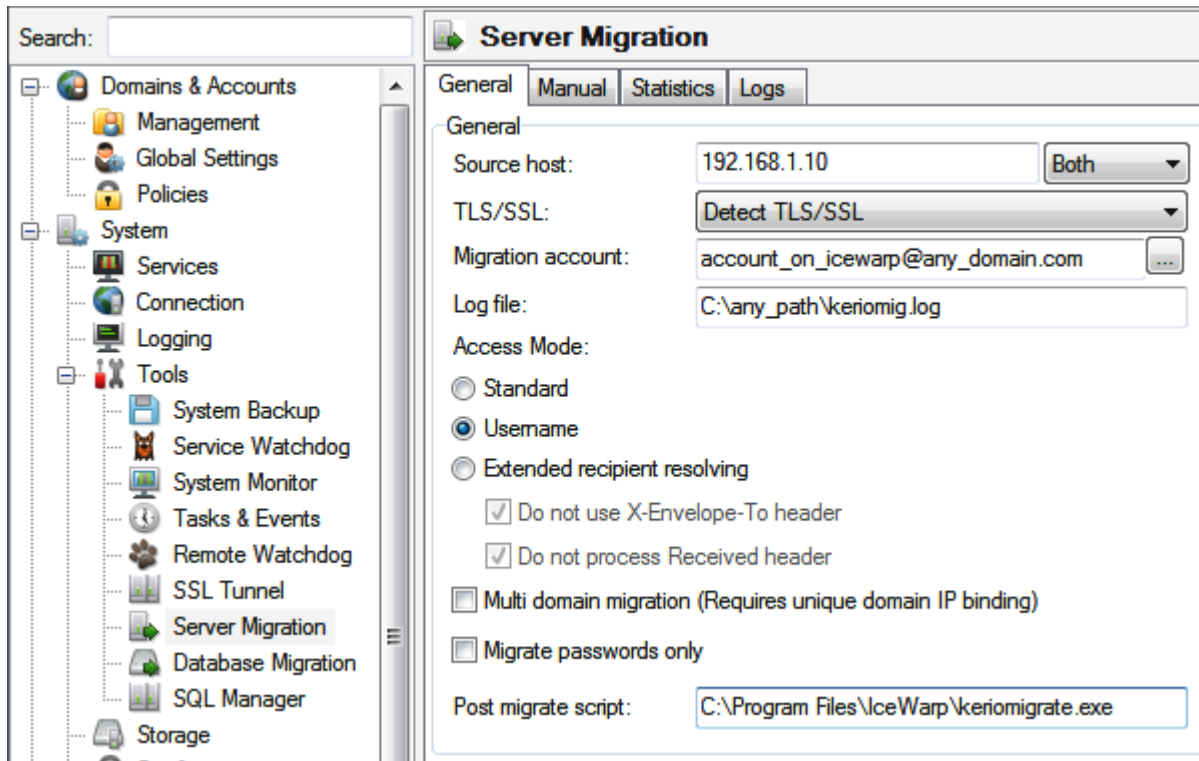 Search:
Domains & Accounts
Management
Global Settings
Policies
System
Services
Connection
Logging
Tools
System Backup
Service Watchdog
System Monitor
Tasks & Events
Remote Watchdog
SSL Tunnel
Server Migration
Database Migration
SQL Manager
Storage
Server Migration
General Manual Statistics Logs
General
Source host: 192.168.1.10 Both
TLS/SSL: Detect TLS/SSL
Migration account: account_on_icewarp@any_domain.com ...
Log file: C:\any_path\keriomig.log
Access Mode:
Standard
Username
Extended recipient resolving
Do not use X-Envelope-To header
Do not process Received header
Multi domain migration (Requires unique domain IP binding)
Migrate passwords only
Post migrate script: C:\Program Files\IceWarp\keriomigrate.exe